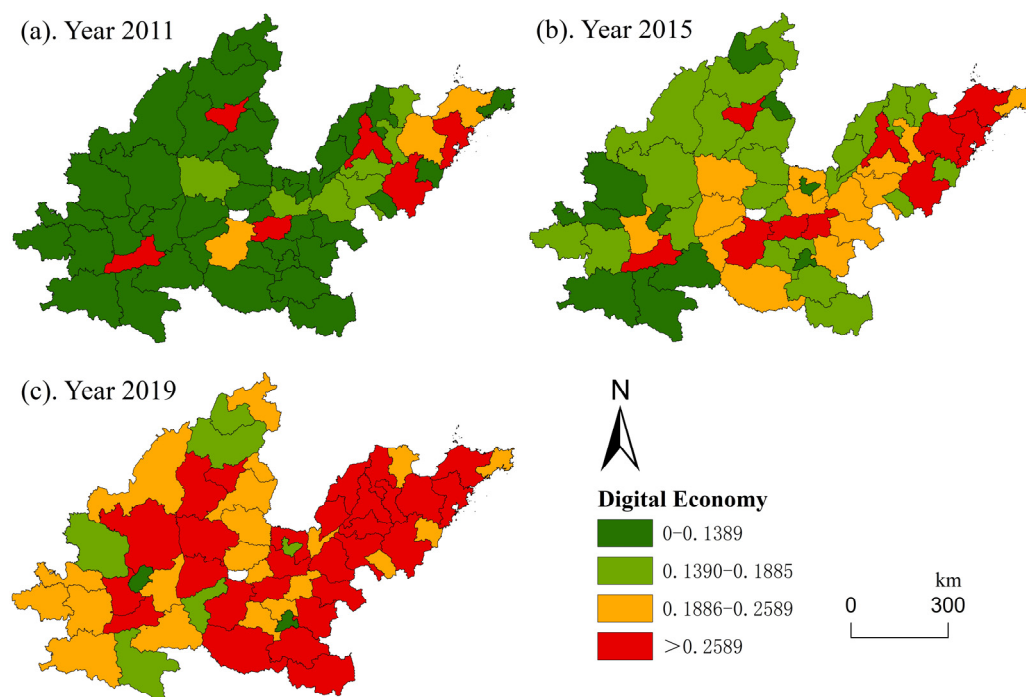 (a). Year 2011
(b). Year 2015
(c). Year 2019
N
Digital Economy
0-0.1389
0.1390-0.1885
0.1886-0.2589
>0.2589
km
0 300